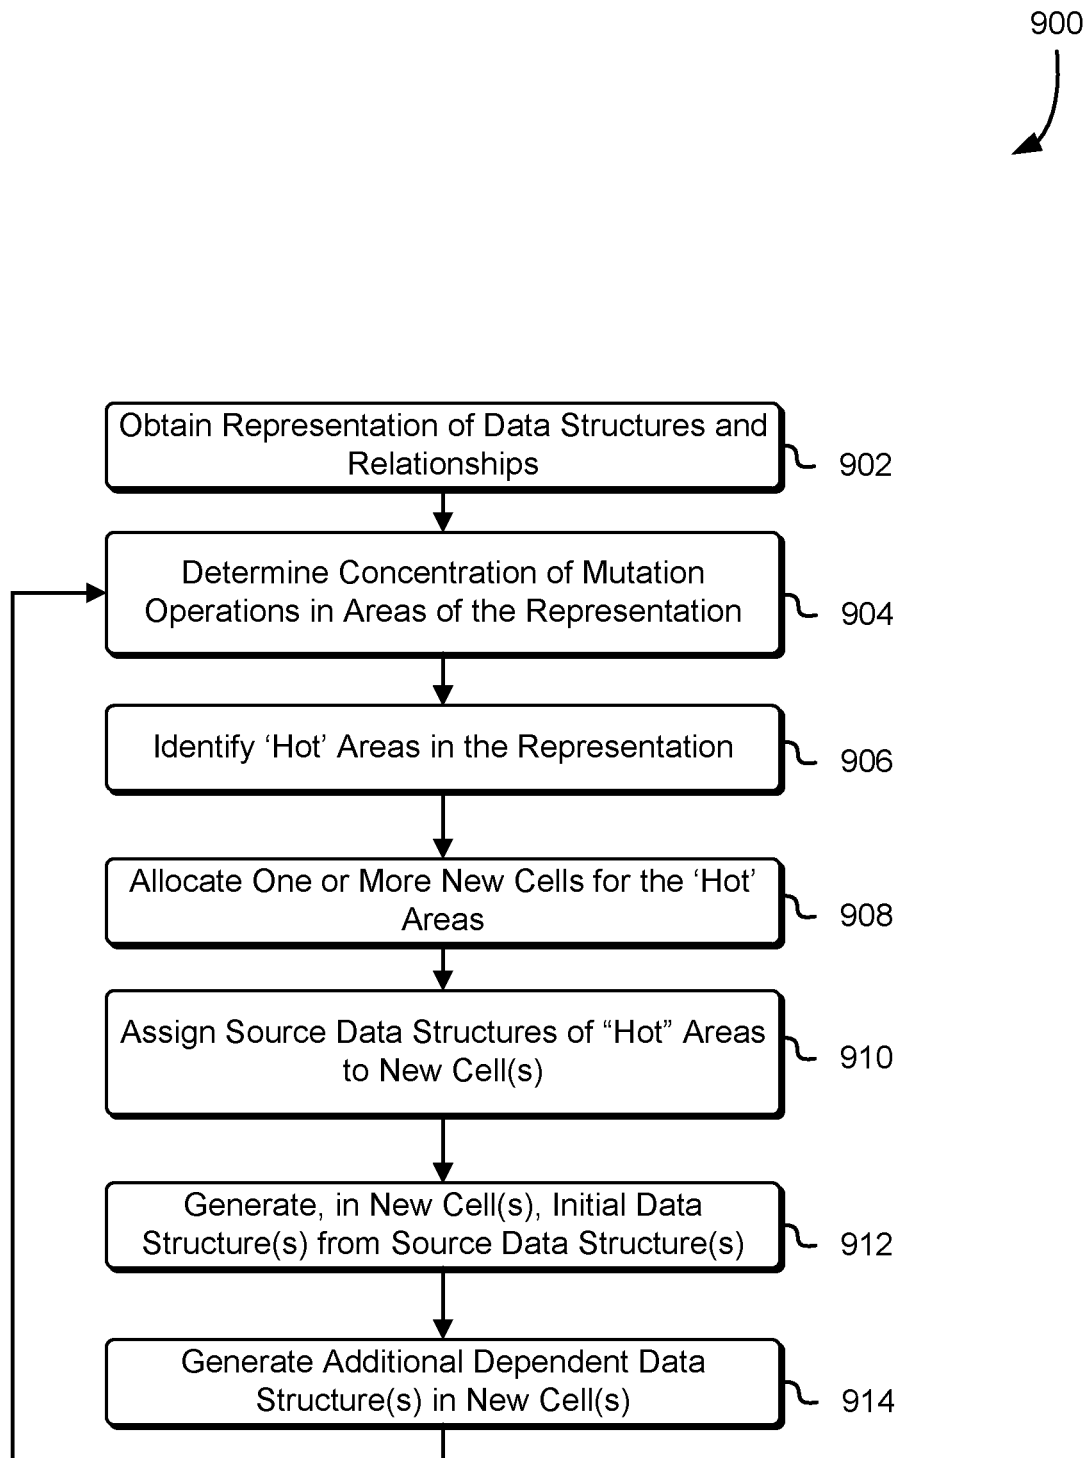 900
Obtain Representation of Data Structures and
Relationships
902
Determine Concentration of Mutation
Operations in Areas of the Representation
904
Identify ‘Hot’ Areas in the Representation
906
Allocate One or More New Cells for the ‘Hot’
Areas
908
Assign Source Data Structures of “Hot” Areas
to New Cell(s)
910
Generate, in New Cell(s), Initial Data
Structure(s) from Source Data Structure(s)
912
Generate Additional Dependent Data
Structure(s) in New Cell(s)
914